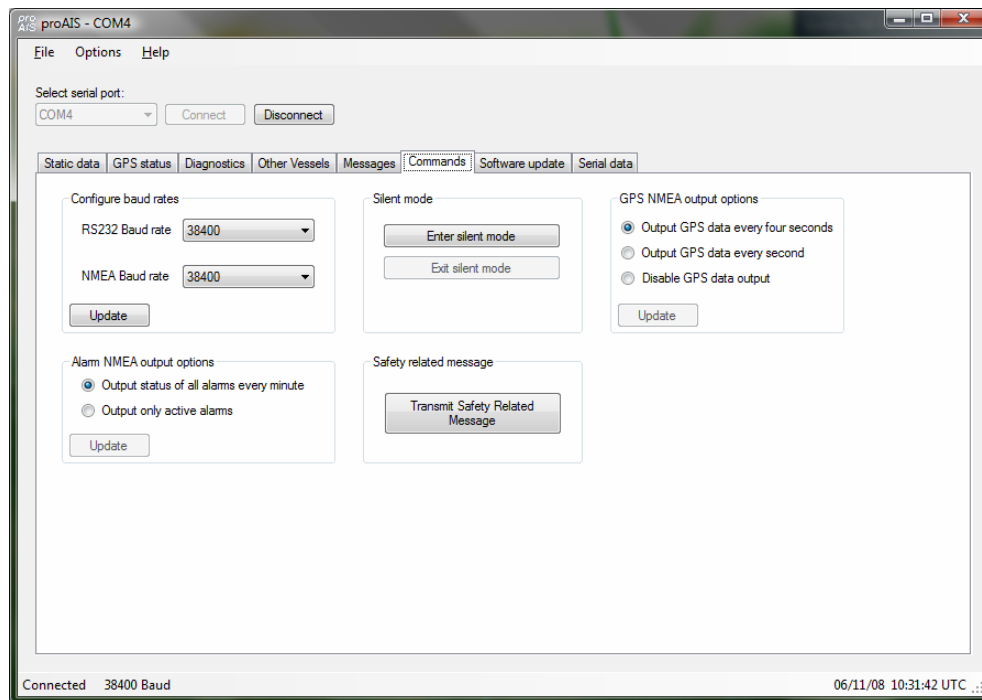 pro AIS proAIS - COM4
File Options Help
Select serial port:
COM4 Connect Disconnect
Static data GPS status Diagnostics Other Vessels Messages Commands Software update Serial data
Configure baud rates
RS232 Baud rate 38400
NMEA Baud rate 38400
Update
Silent mode
Enter silent mode
Exit silent mode
GPS NMEA output options
Output GPS data every four seconds
Output GPS data every second
Disable GPS data output
Update
Alarm NMEA output options
Output status of all alarms every minute
Output only active alarms
Update
Safety related message
Transmit Safety Related
Message
Connected 38400 Baud 06/11/08 10:31:42 UTC